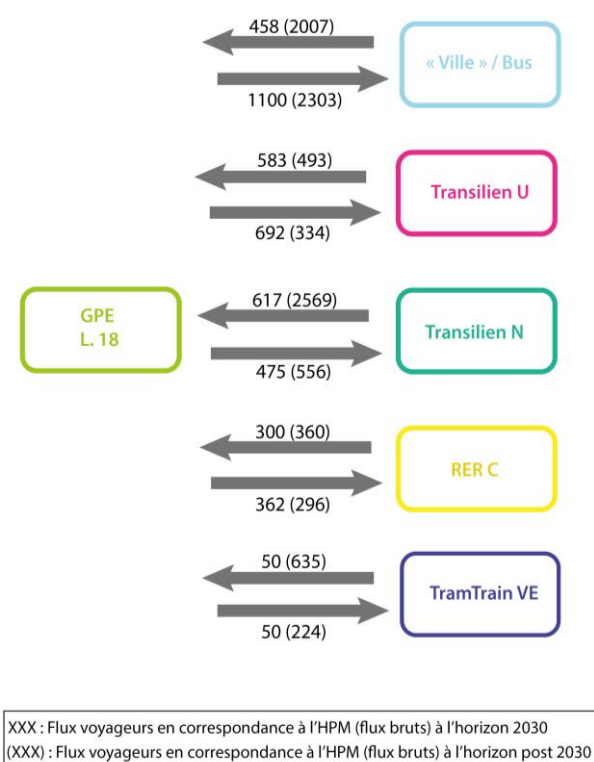 458 (2007)
« Ville » / Bus
1100 (2303)
583 (493)
Transilien U
692 (334)
GPE
L. 18
617 (2569)
Transilien N
475 (556)
300 (360)
RER C
362 (296)
50 (635)
TramTrain VE
50 (224)
XXX : Flux voyageurs en correspondance à l'HPM (flux bruts) à l'horizon 2030
(XXX) : Flux voyageurs en correspondance à l'HPM (flux bruts) à l'horizon post 2030